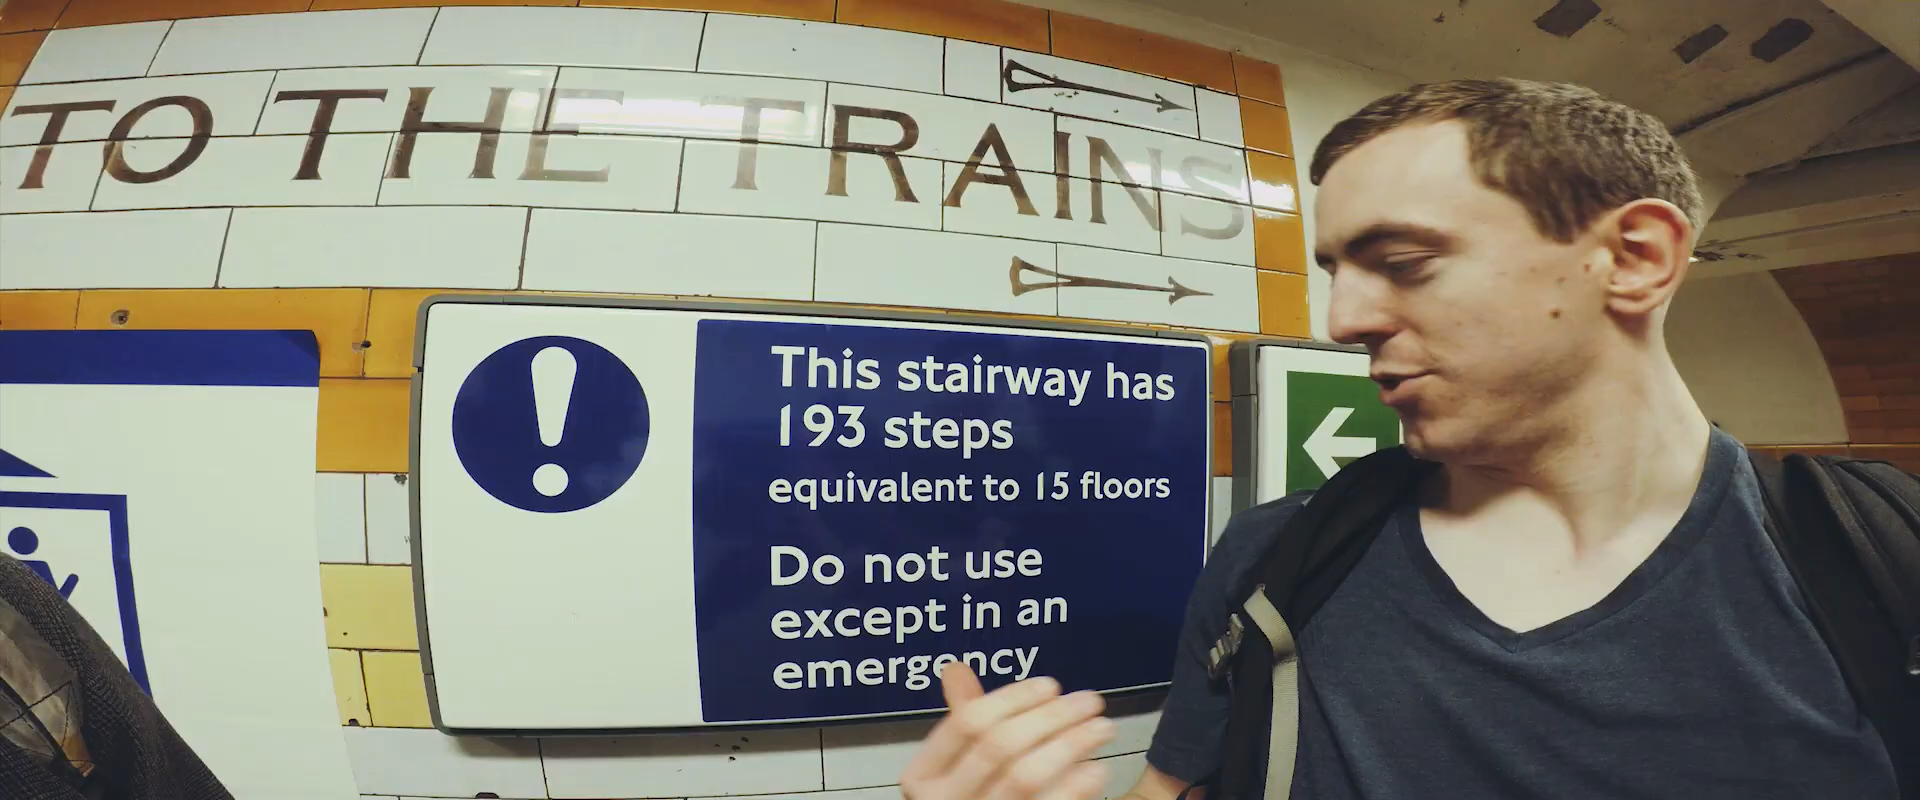 TO THE TRAINS
This stairway has
193 steps
equivalent to 15 floors
Do not use
except in an
emergency